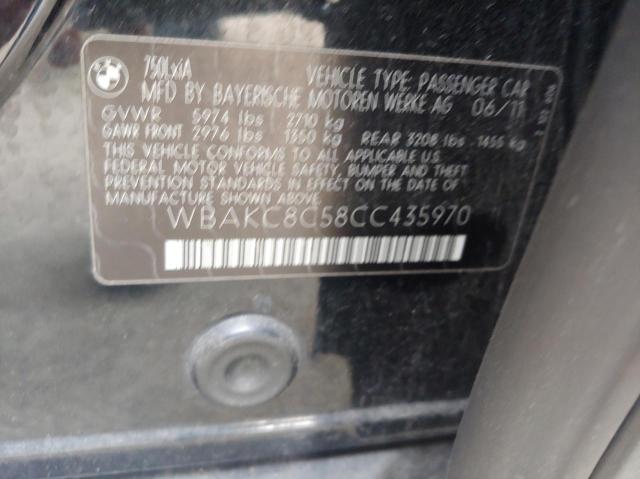 BMW
750LxiA VEHICLE TYPE: PASSENGER CAR
MFD BY BAYERISCHE MOTOREN WERKE AG 06/11
GVWR 5974 lbs 2710 kg
GAWR FRONT 2976 lbs 1350 kg REAR 3208 lbs 1455 kg
THIS VEHICLE CONFORMS TO ALL APPLICABLE U.S.
FEDERAL MOTOR VEHICLE SAFETY, BUMPER AND THEFT
PREVENTION STANDARDS IN EFFECT ON THE DATE OF
MANUFACTURE SHOWN ABOVE.
WBAKC8C58CC435970